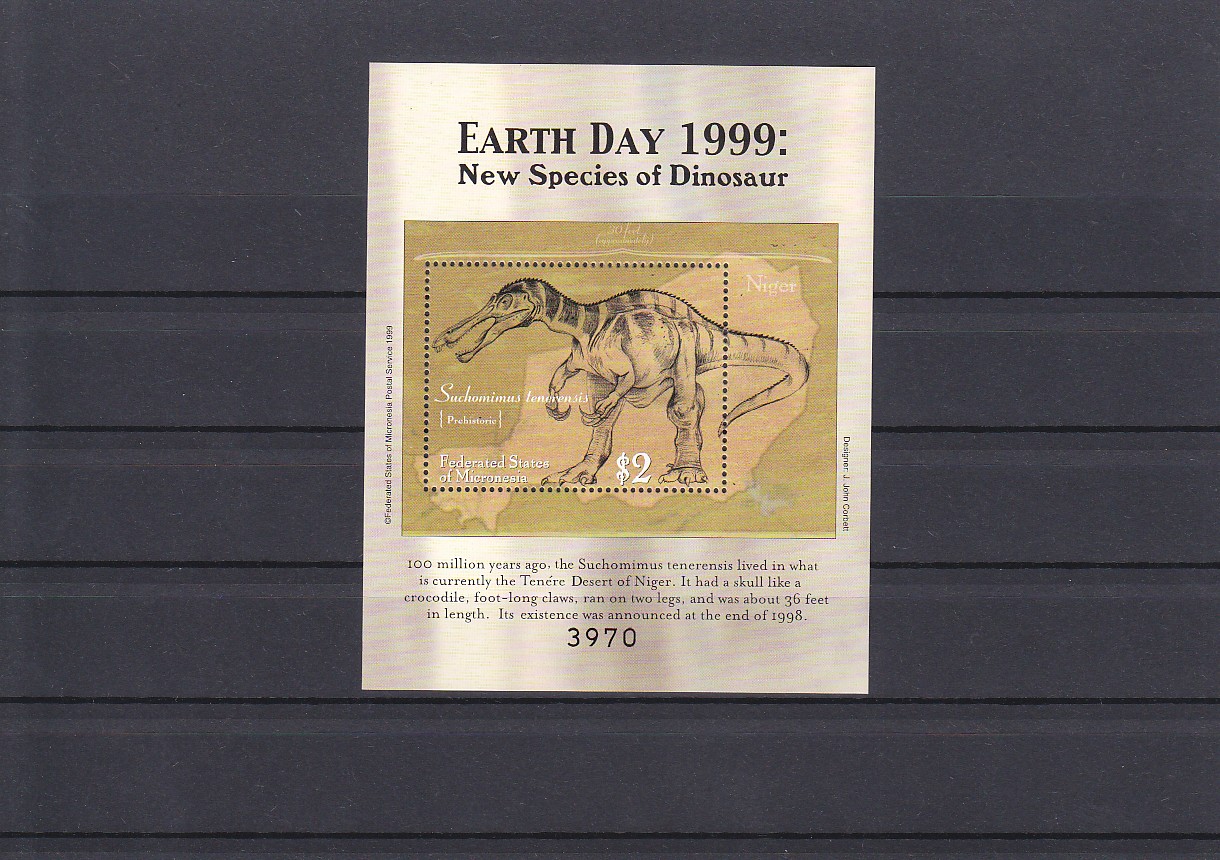 EARTH DAY 1999:
New Species of Dinosaur
30 feet
(approximately)
Niger
Suchomimus tenerensis
{Prehistoric}
Federated States
of Micronesia
$2
©Federated States of Micronesia Postal Service 1999
Designer: J. John Corbett
100 million years ago, the Suchomimus tenerensis lived in what
is currently the Tenére Desert of Niger. It had a skull like a
crocodile, foot-long claws, ran on two legs, and was about 36 feet
in length. Its existence was announced at the end of 1998.
3970